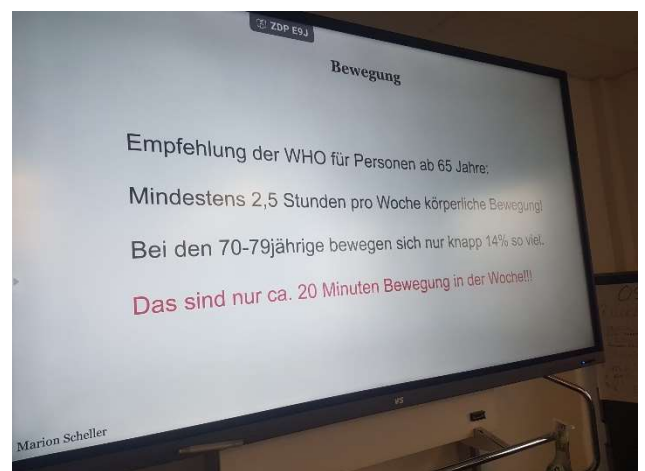 ZDP E9J
Bewegung
Empfehlung der WHO für Personen ab 65 Jahre:
Mindestens 2,5 Stunden pro Woche körperliche Bewegung!
Bei den 70-79jährige bewegen sich nur knapp 14% so viel.
Das sind nur ca. 20 Minuten Bewegung in der Woche!!!
Marion Scheller